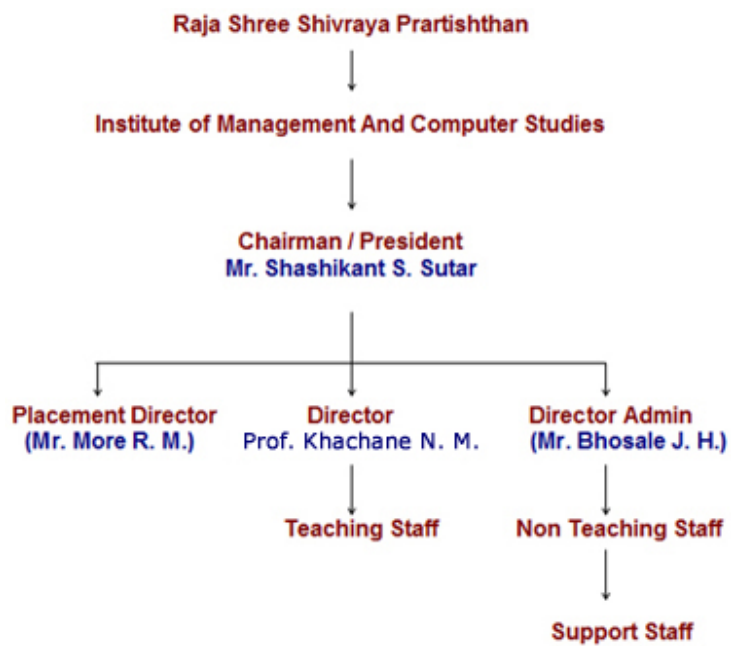 Raja Shree Shivraya Prartishthan
Institute of Management And Computer Studies
Chairman / President
Mr. Shashikant S. Sutar
Placement Director
(Mr. More R. M.)
Director
Prof. Khachane N. M.
Director Admin
(Mr. Bhosale J. H.)
Teaching Staff
Non Teaching Staff
Support Staff